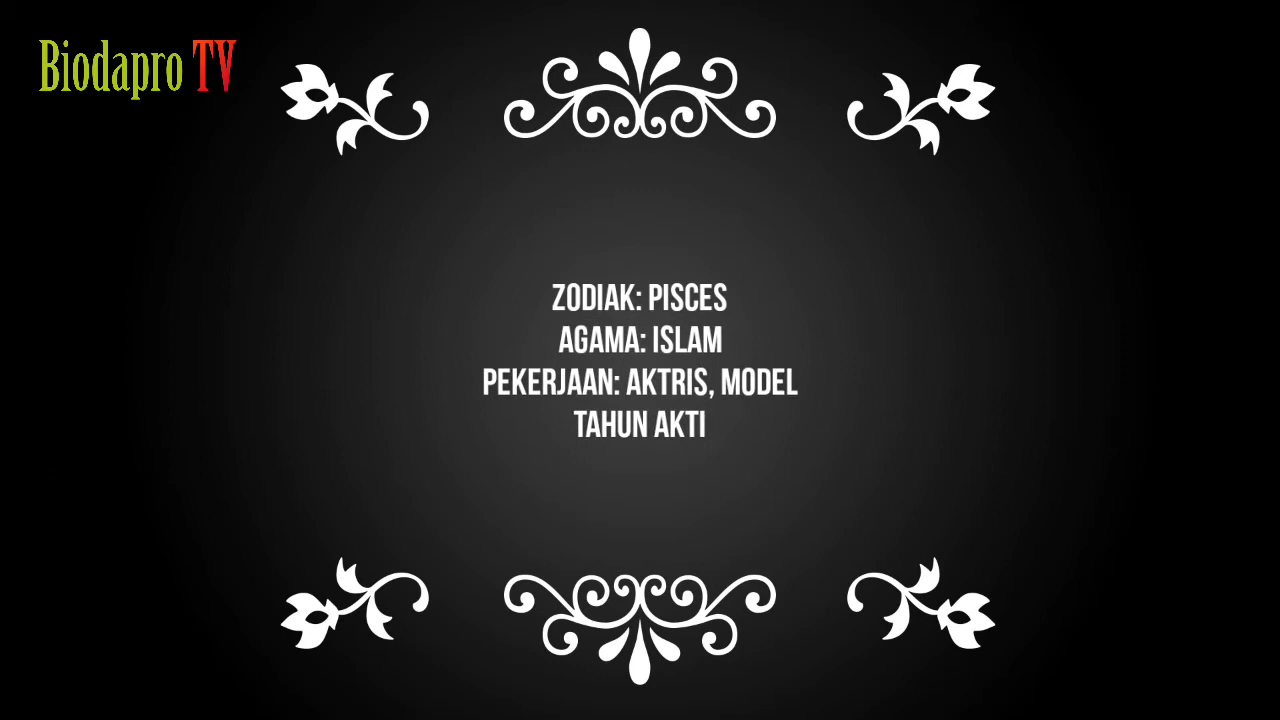 Biodapro TV
ZODIAK: PISCES
AGAMA: ISLAM
PEKERJAAN: AKTRIS, MODEL
TAHUN AKTI